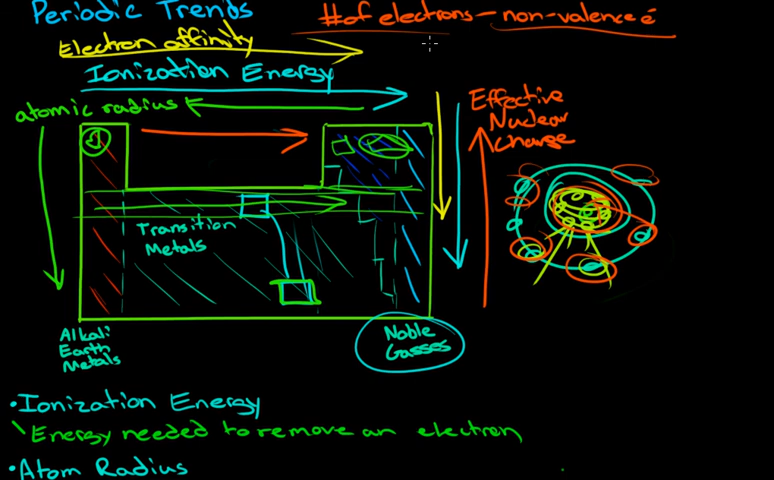 Periodic Trends
#of electrons - non-valence é
Electron affinity
Ionization Energy
atomic radius
Effective
Nuclear
Charge
Transition
Metals
Alkali
Earth
Metals
Noble
Gasses
•Ionization Energy
Energy needed to remove an electron
•Atom Radius